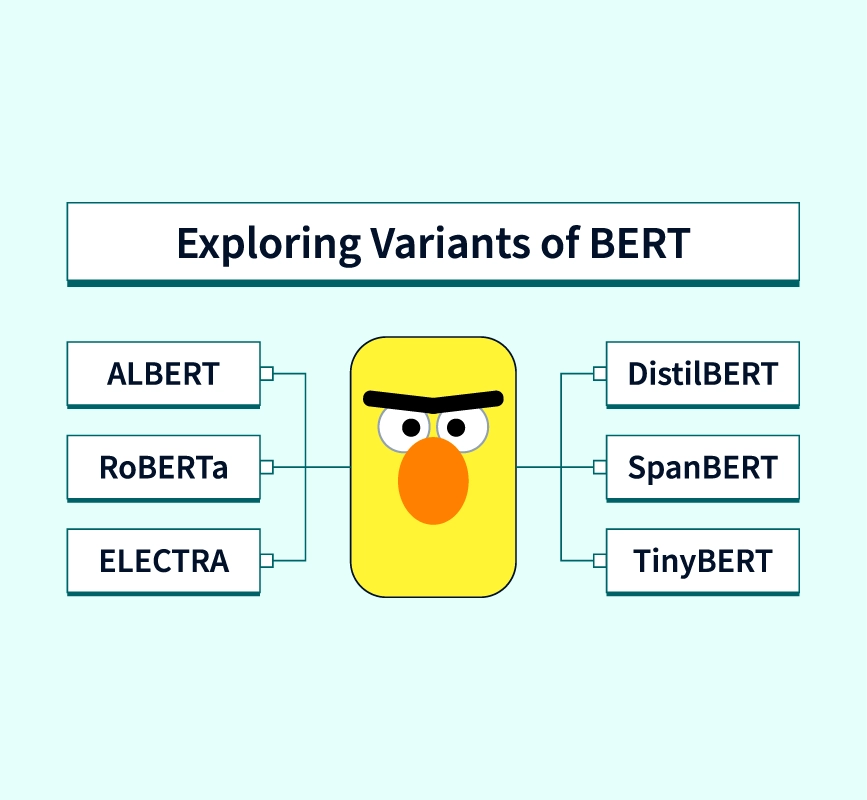 Exploring Variants of BERT
ALBERT
RoBERTa
ELECTRA
DistilBERT
SpanBERT
TinyBERT